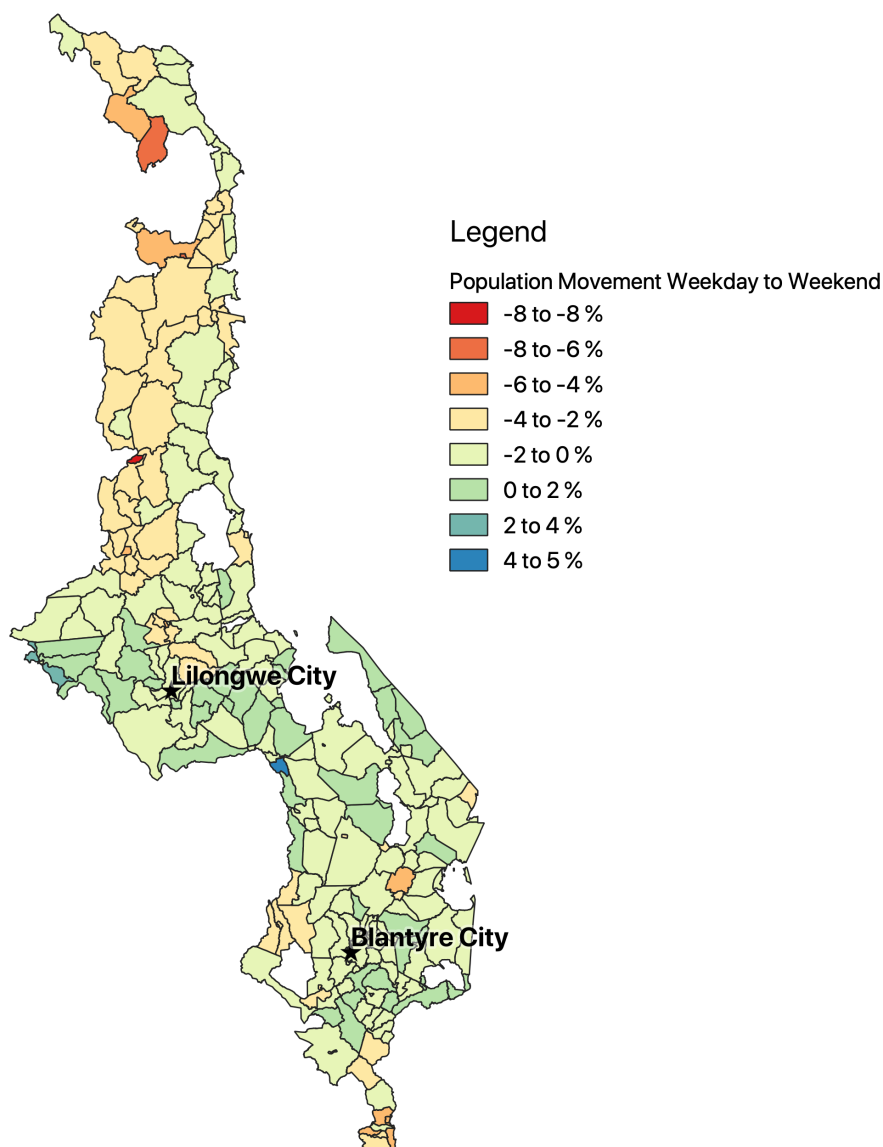 Legend
Population Movement Weekday to Weekend
-8 to -8 %
-8 to -6 %
-6 to -4 %
-4 to -2 %
-2 to 0 %
0 to 2 %
2 to 4 %
4 to 5 %
Lilongwe City
Blantyre City